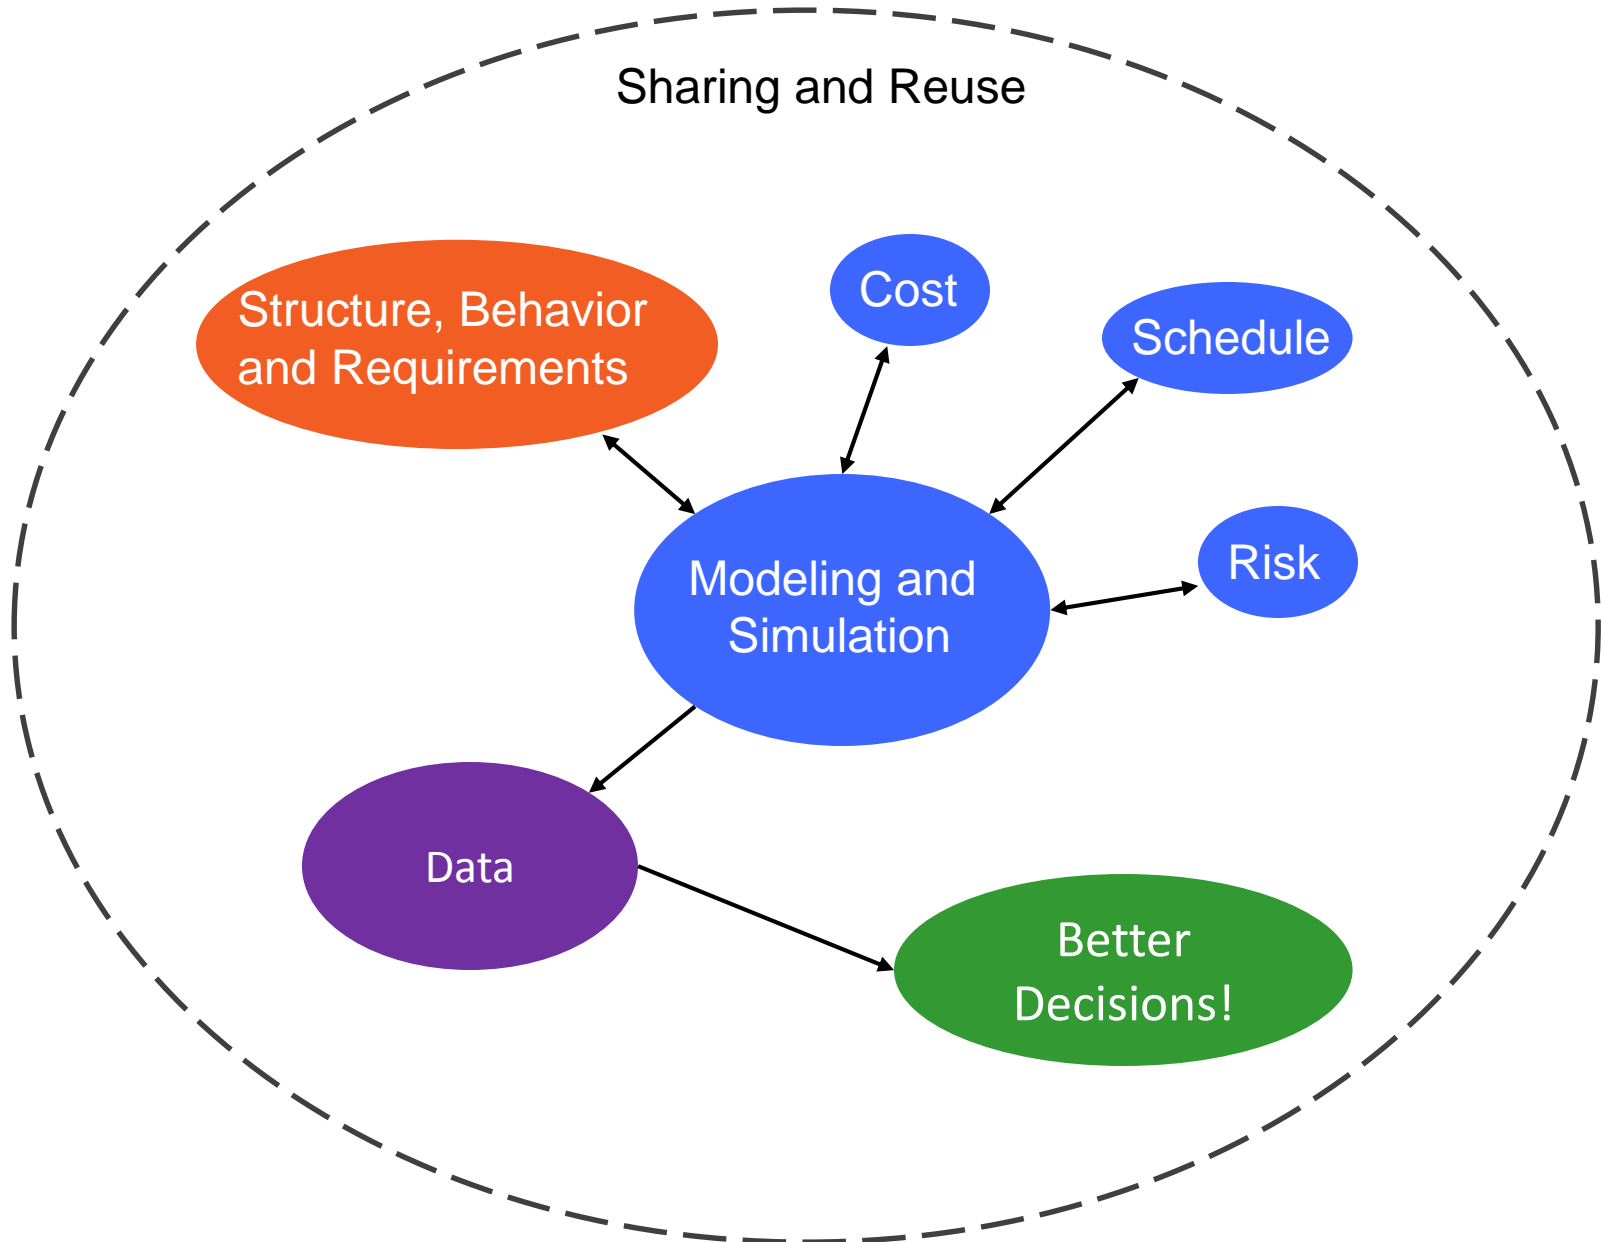 Sharing and Reuse
Structure, Behavior
and Requirements
Cost
Schedule
Risk
Modeling and
Simulation
Data
Better
Decisions!